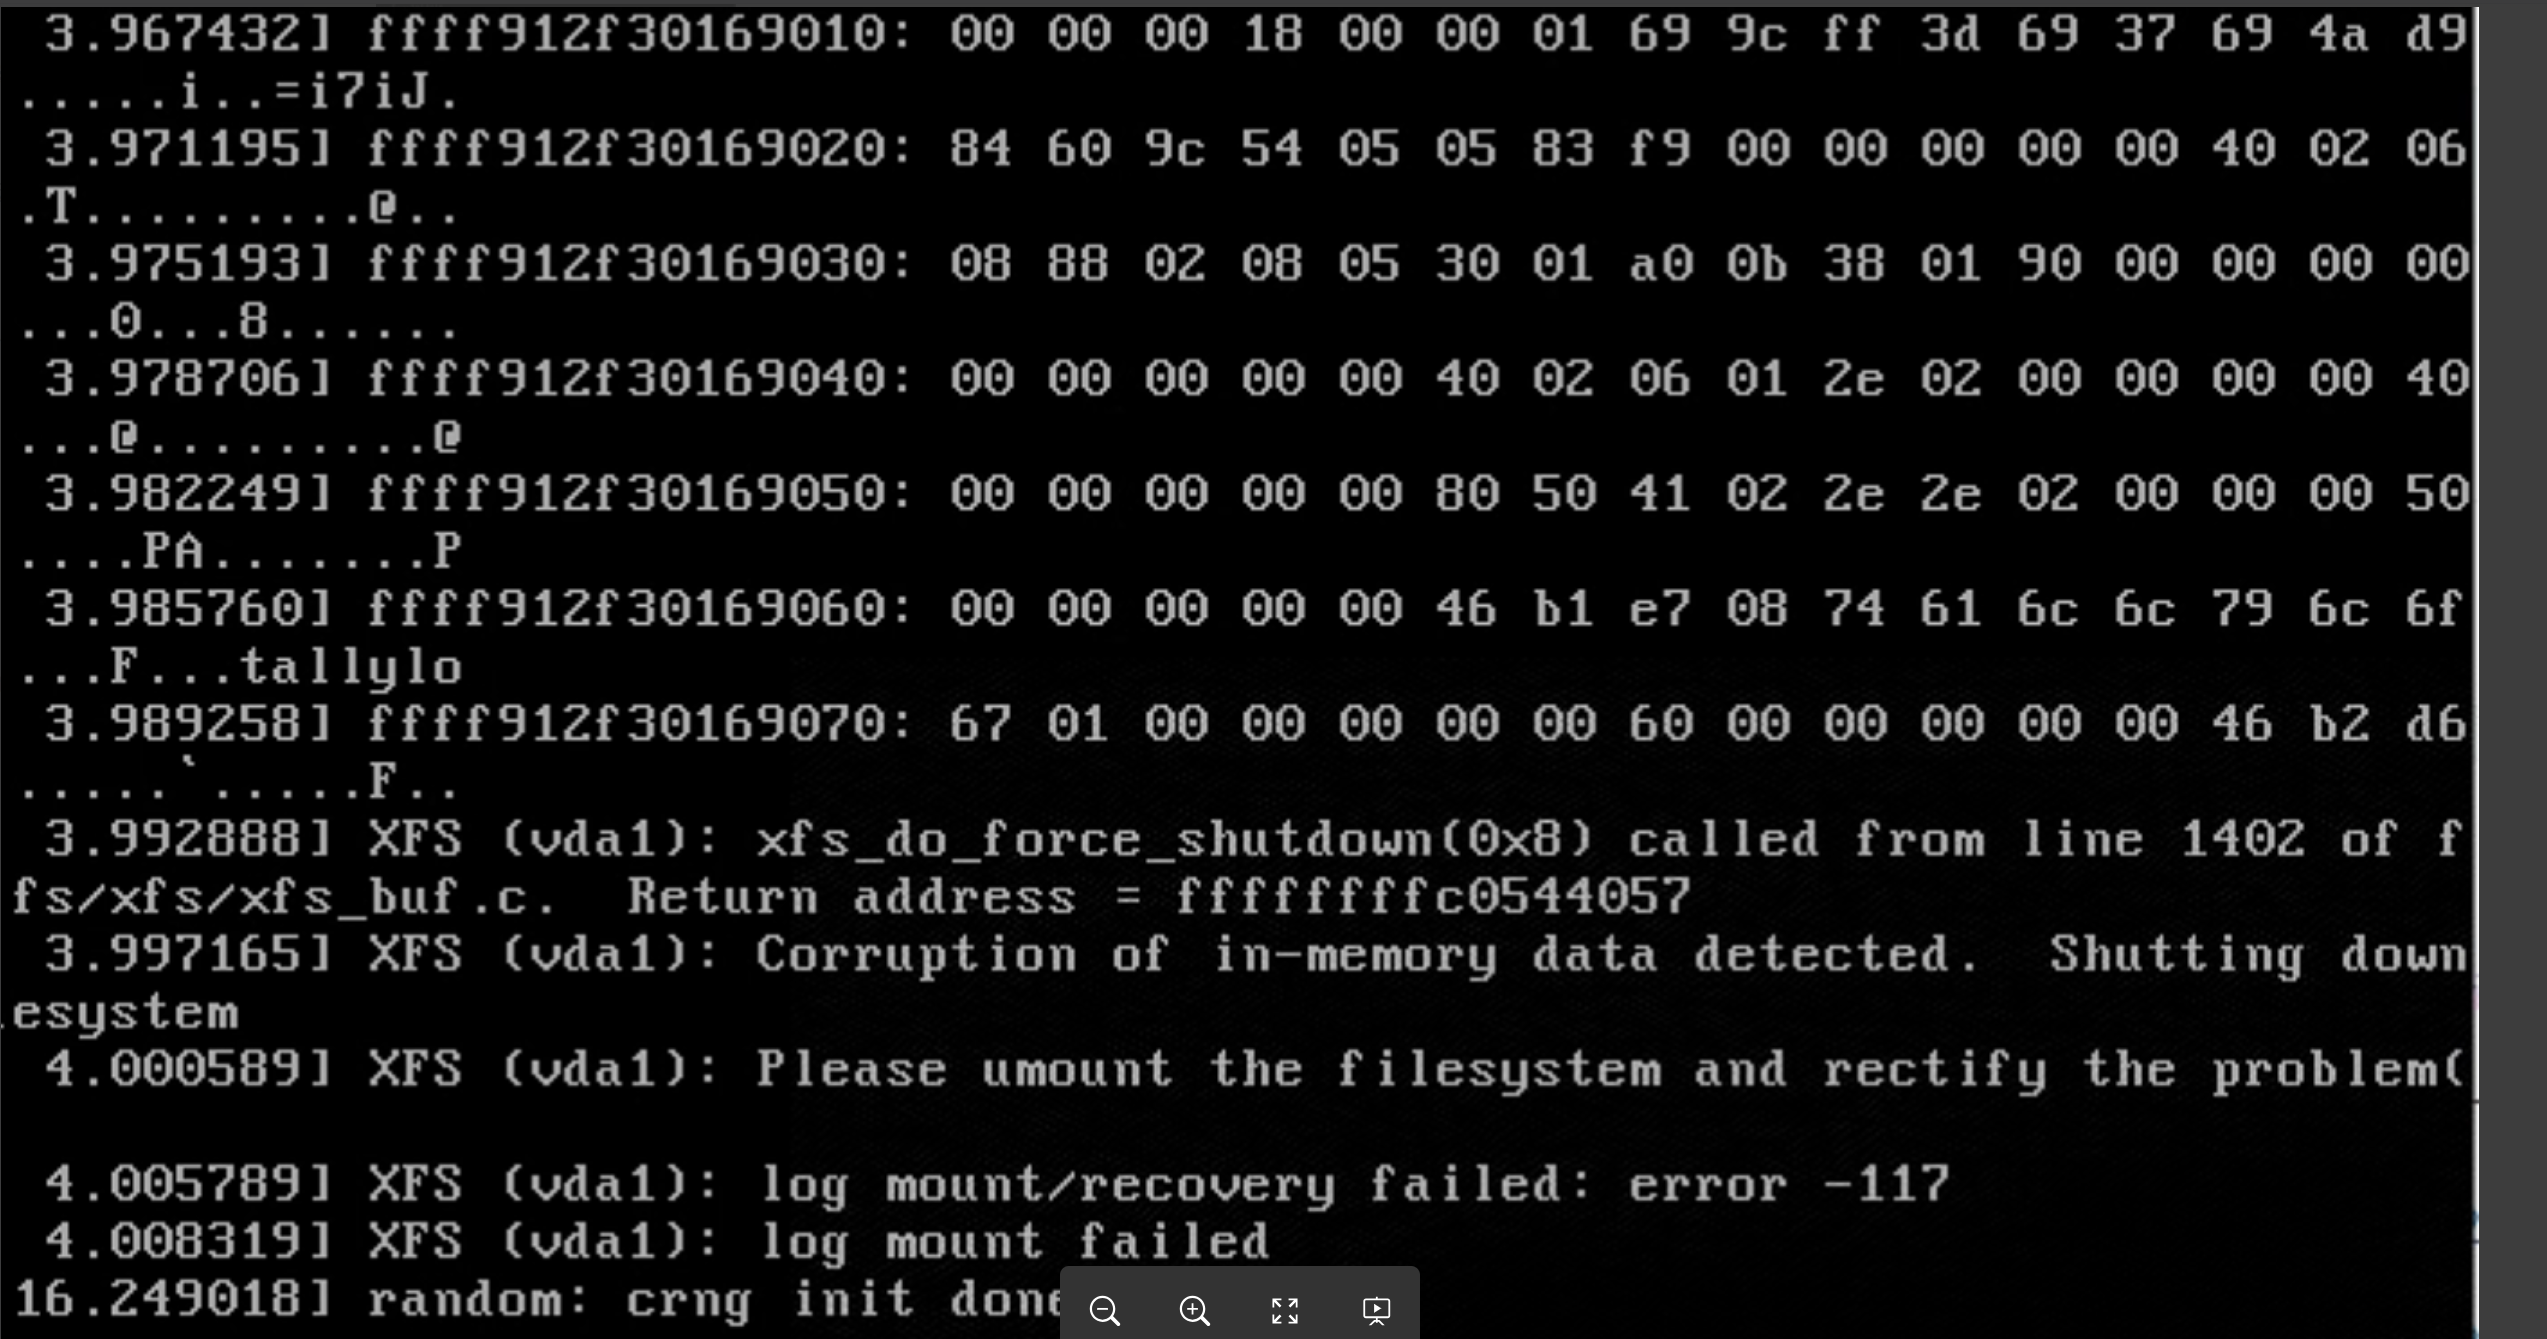 3.967432] ffff912f30169010: 00 00 00 18 00 00 01 69 9c ff 3d 69 37 69 4a d9
.....i..=i7iJ.
3.971195] ffff912f30169020: 84 60 9c 54 05 05 83 f9 00 00 00 00 00 40 02 06
.T.........@..
3.975193] ffff912f30169030: 08 88 02 08 05 30 01 a0 0b 38 01 90 00 00 00 00
...0...8......
3.978706] ffff912f30169040: 00 00 00 00 00 40 02 06 01 2e 02 00 00 00 00 40
...@.........@
3.982249] ffff912f30169050: 00 00 00 00 00 80 50 41 02 2e 2e 02 00 00 00 50
....PA.......P
3.985760] ffff912f30169060: 00 00 00 00 00 46 b1 e7 08 74 61 6c 6c 79 6c 6f
...F...tallylo
3.989258] ffff912f30169070: 67 01 00 00 00 00 00 60 00 00 00 00 00 46 b2 d6
.....`.....F..
3.992888] XFS (vda1): xfs_do_force_shutdown(0x8) called from line 1402 of f
fs/xfs/xfs_buf.c.  Return address = ffffffffc0544057
3.997165] XFS (vda1): Corruption of in-memory data detected.  Shutting down
esystem
4.000589] XFS (vda1): Please umount the filesystem and rectify the problem(
4.005789] XFS (vda1): log mount/recovery failed: error -117
4.008319] XFS (vda1): log mount failed
16.249018] random: crng init done